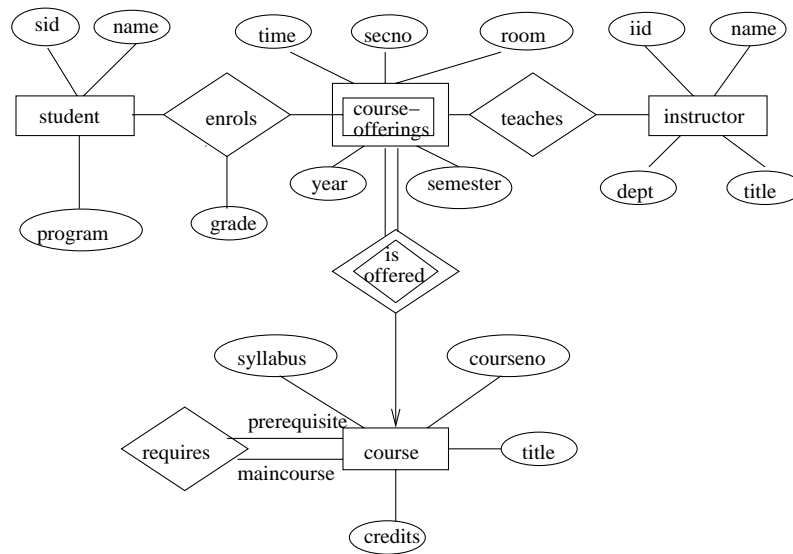 sid
name
time
secno
room
iid
name
student
enrols
course–
offerings
teaches
instructor
year
semester
dept
title
program
grade
is
offered
syllabus
courseno
prerequisite
requires
maincourse
course
title
credits